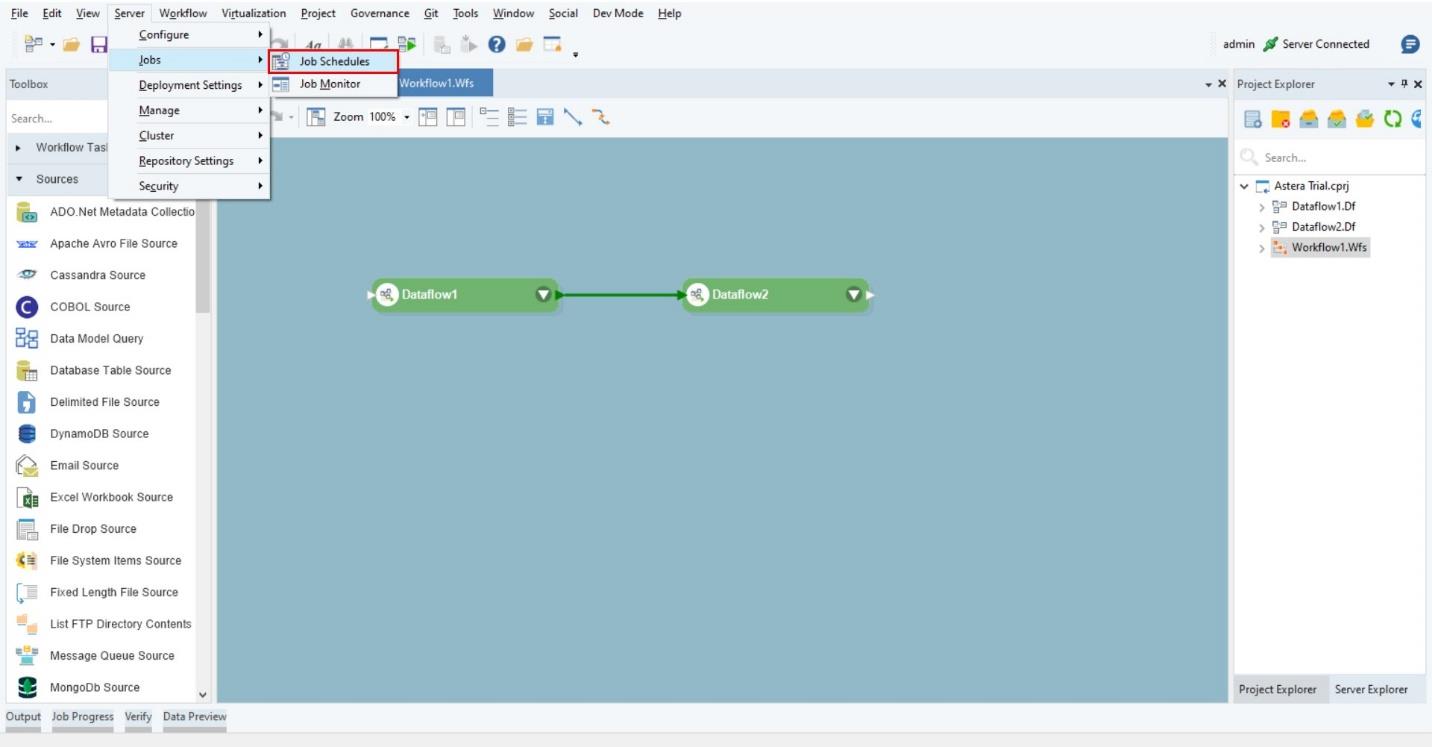 File Edit View Server Workflow Virtualization Project Governance Git Tools Window Social Dev Mode Help
Configure
Jobs
Deployment Settings
Manage
Cluster
Repository Settings
Security
Job Schedules
Job Monitor
admin Server Connected
Toolbox
Search...
Workflow Tas
Sources
ADO.Net Metadata Collectio
Apache Avro File Source
Cassandra Source
COBOL Source
Data Model Query
Database Table Source
Delimited File Source
DynamoDB Source
Email Source
Excel Workbook Source
File Drop Source
File System Items Source
Fixed Length File Source
List FTP Directory Contents
Message Queue Source
MongoDb Source
Workflow1.Wfs
Zoom 100%
Dataflow1
Dataflow2
Project Explorer
Search...
Astera Trial.cprj
Dataflow1.Df
Dataflow2.Df
Workflow1.Wfs
Project Explorer Server Explorer
Output Job Progress Verify Data Preview